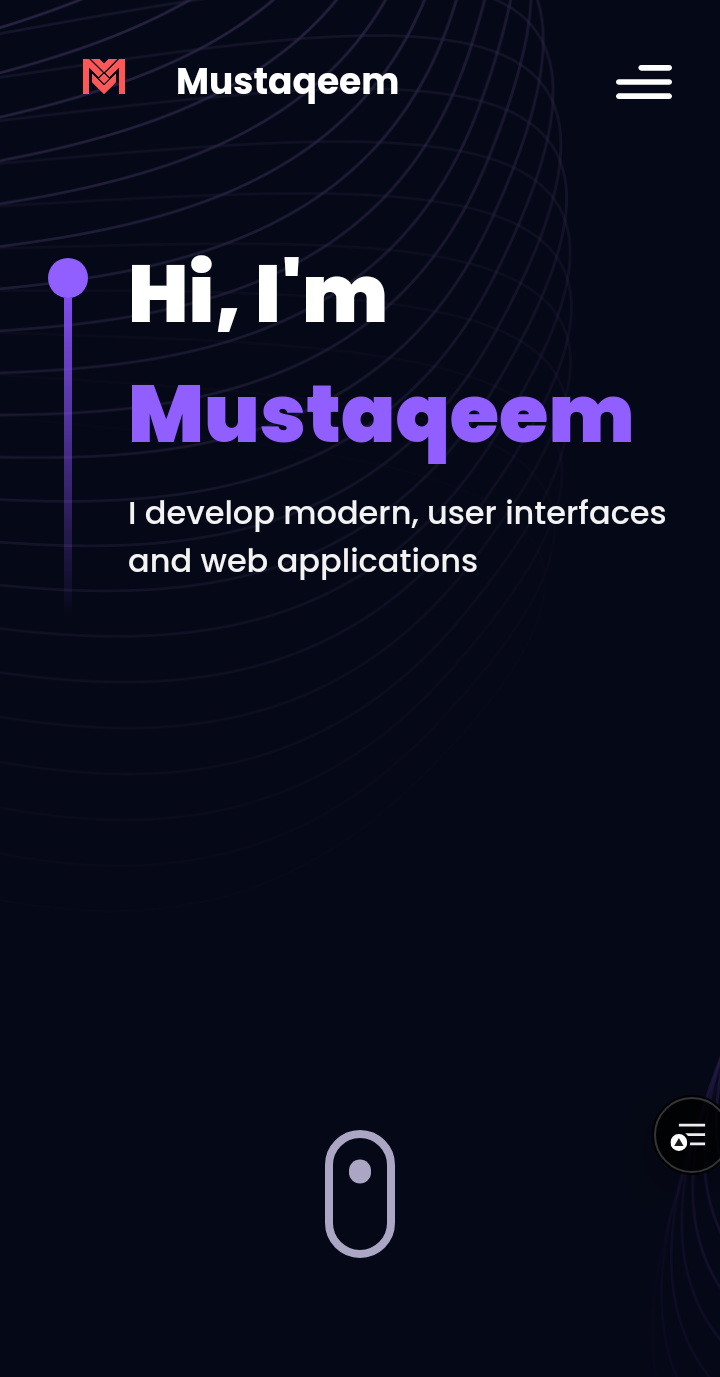 Mustaqeem
Hi, I'm
Mustaqeem
I develop modern, user interfaces
and web applications